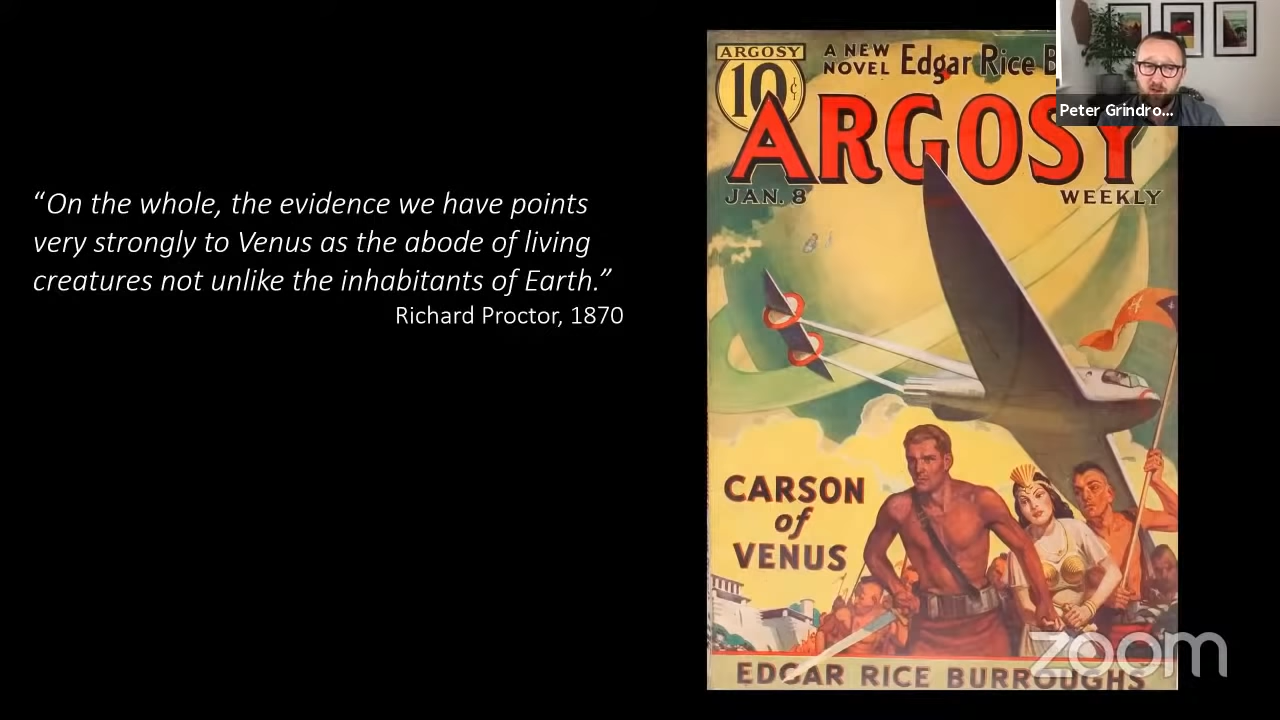 “On the whole, the evidence we have points
very strongly to Venus as the abode of living
creatures not unlike the inhabitants of Earth.”
Richard Proctor, 1870
ARGOSY
10¢
A NEW
NOVEL
Edgar Rice
ARGOSY
JAN. 8
WEEKLY
CARSON
of
VENUS
EDGAR RICE BURROUGHS
Peter Grindro...
zoom